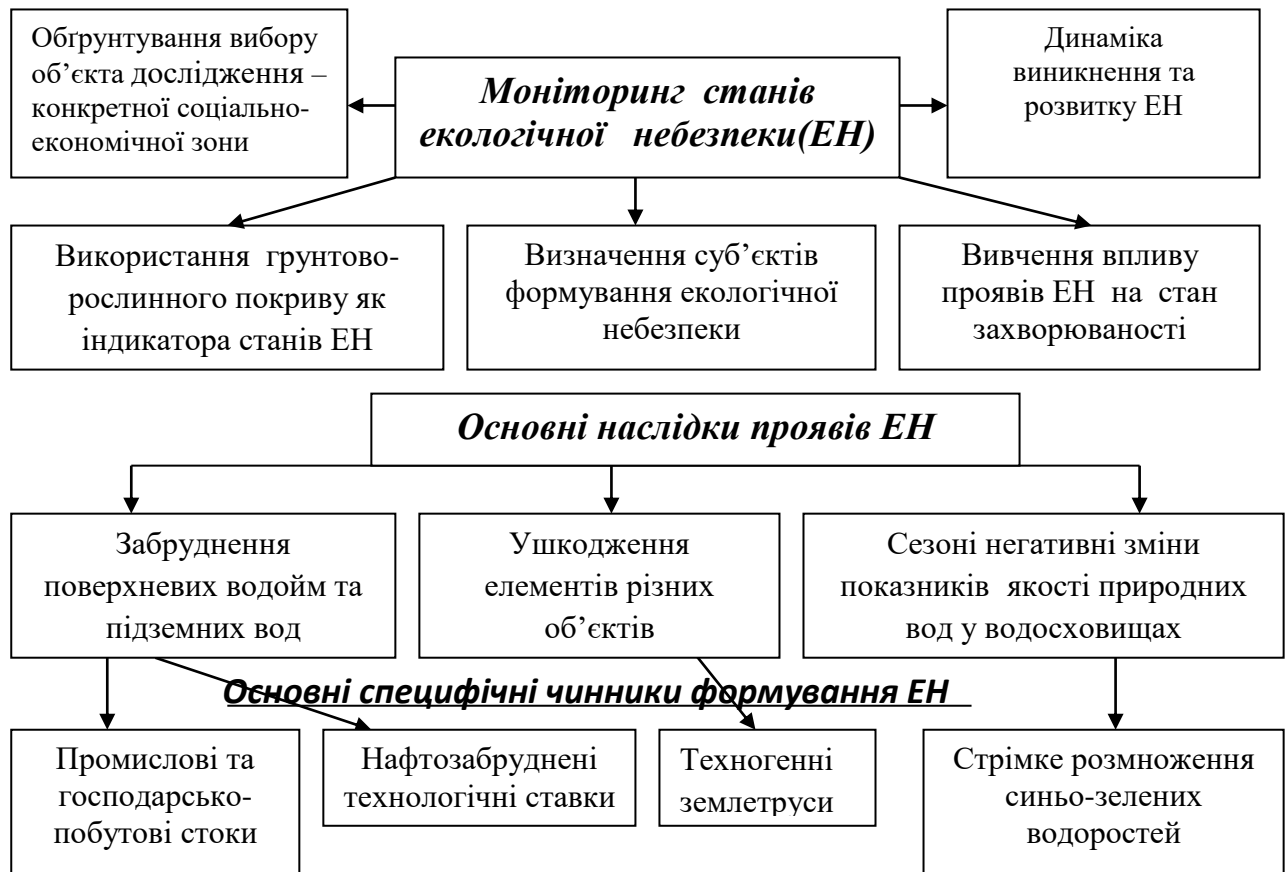 Обґрунтування вибору
об’єкта дослідження –
конкретної соціально-
економічної зони
Моніторинг станів
екологічної небезпеки(ЕН)
Динаміка
виникнення та
розвитку ЕН
Використання грунтово-
рослинного покриву як
індикатора станів ЕН
Визначення суб’єктів
формування екологічної
небезпеки
Вивчення впливу
проявів ЕН на стан
захворюваності
Основні наслідки проявів ЕН
Забруднення
поверхневих водойм та
підземних вод
Ушкодження
елементів різних
об’єктів
Сезоні негативні зміни
показників якості природних
вод у водосховищах
Основні специфічні чинники формування ЕН
Промислові та
господарсько-
побутові стоки
Нафтозабруднені
технологічні ставки
Техногенні
землетруси
Стрімке розмноження
синьо-зелених
водоростей